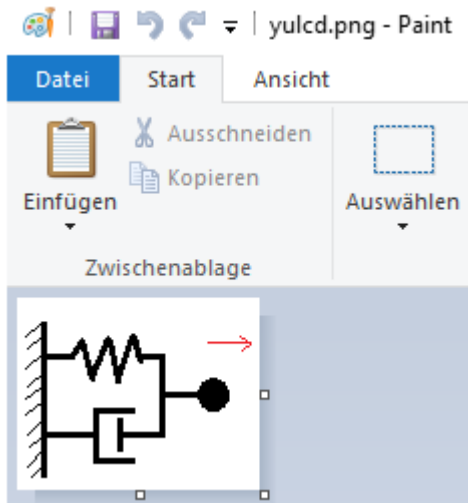 yulcd.png - Paint
Datei Start Ansicht
Einfügen
Ausschneiden
Kopieren
Auswählen
Zwischenablage